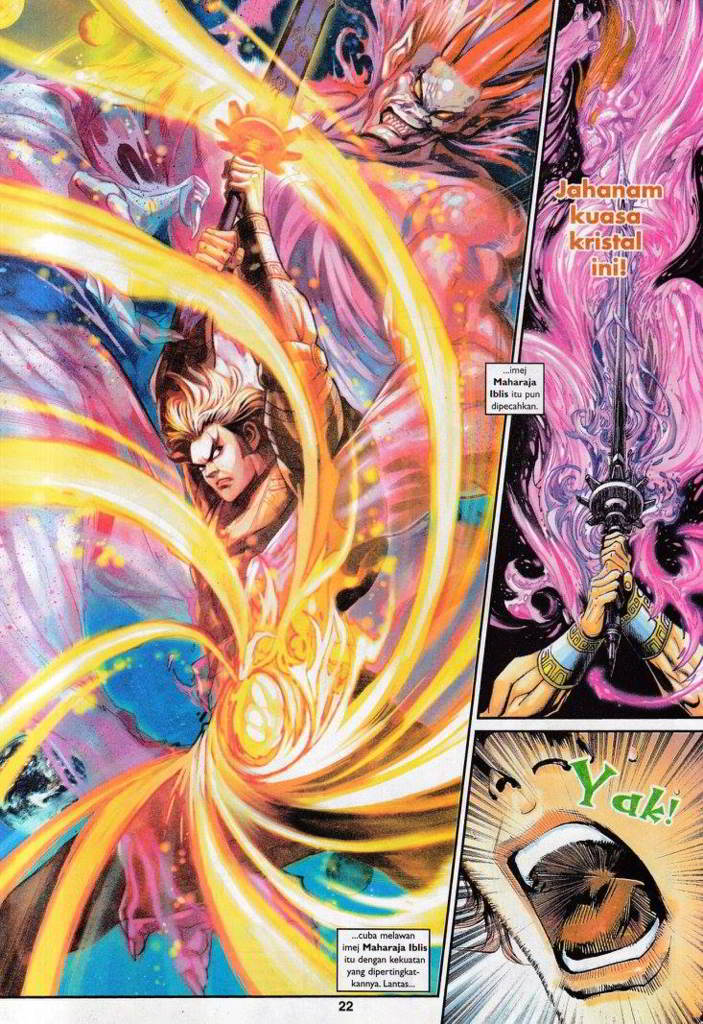 ...cuba melawan
imej Maharaja Iblis
itu dengan kekuatan
yang dipertingkat-
kannya. Lantas...
Jahanam
kuasa
kristal
ini!
...imej
Maharaja
Iblis itu pun
dipecahkan.
Yak!
22